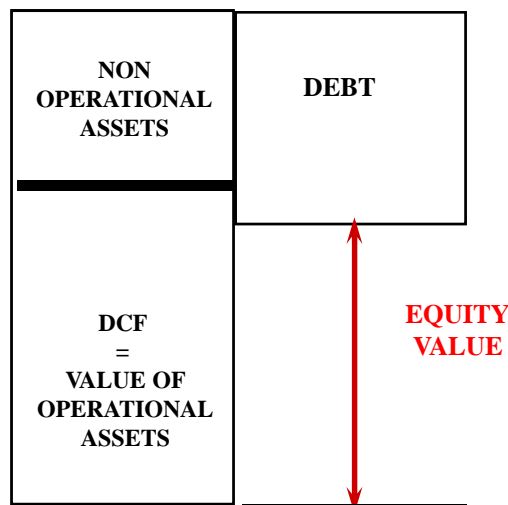 NON
OPERATIONAL
ASSETS
DEBT
DCF
=
VALUE OF
OPERATIONAL
ASSETS
EQUITY
VALUE